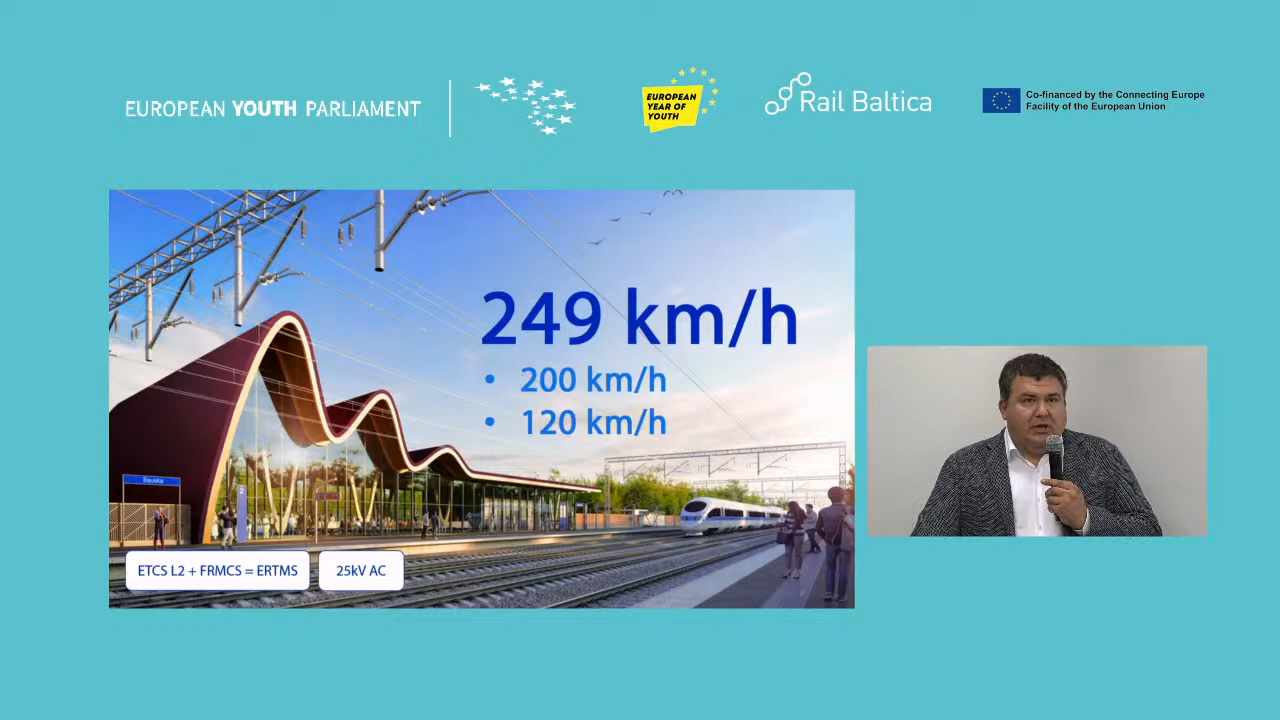 EUROPEAN YOUTH PARLIAMENT
EUROPEAN
YEAR OF
YOUTH
Rail Baltica
Co-financed by the Connecting Europe
Facility of the European Union
249 km/h
• 200 km/h
• 120 km/h
Bauska
ETCS L2 + FRMCS = ERTMS
25kV AC